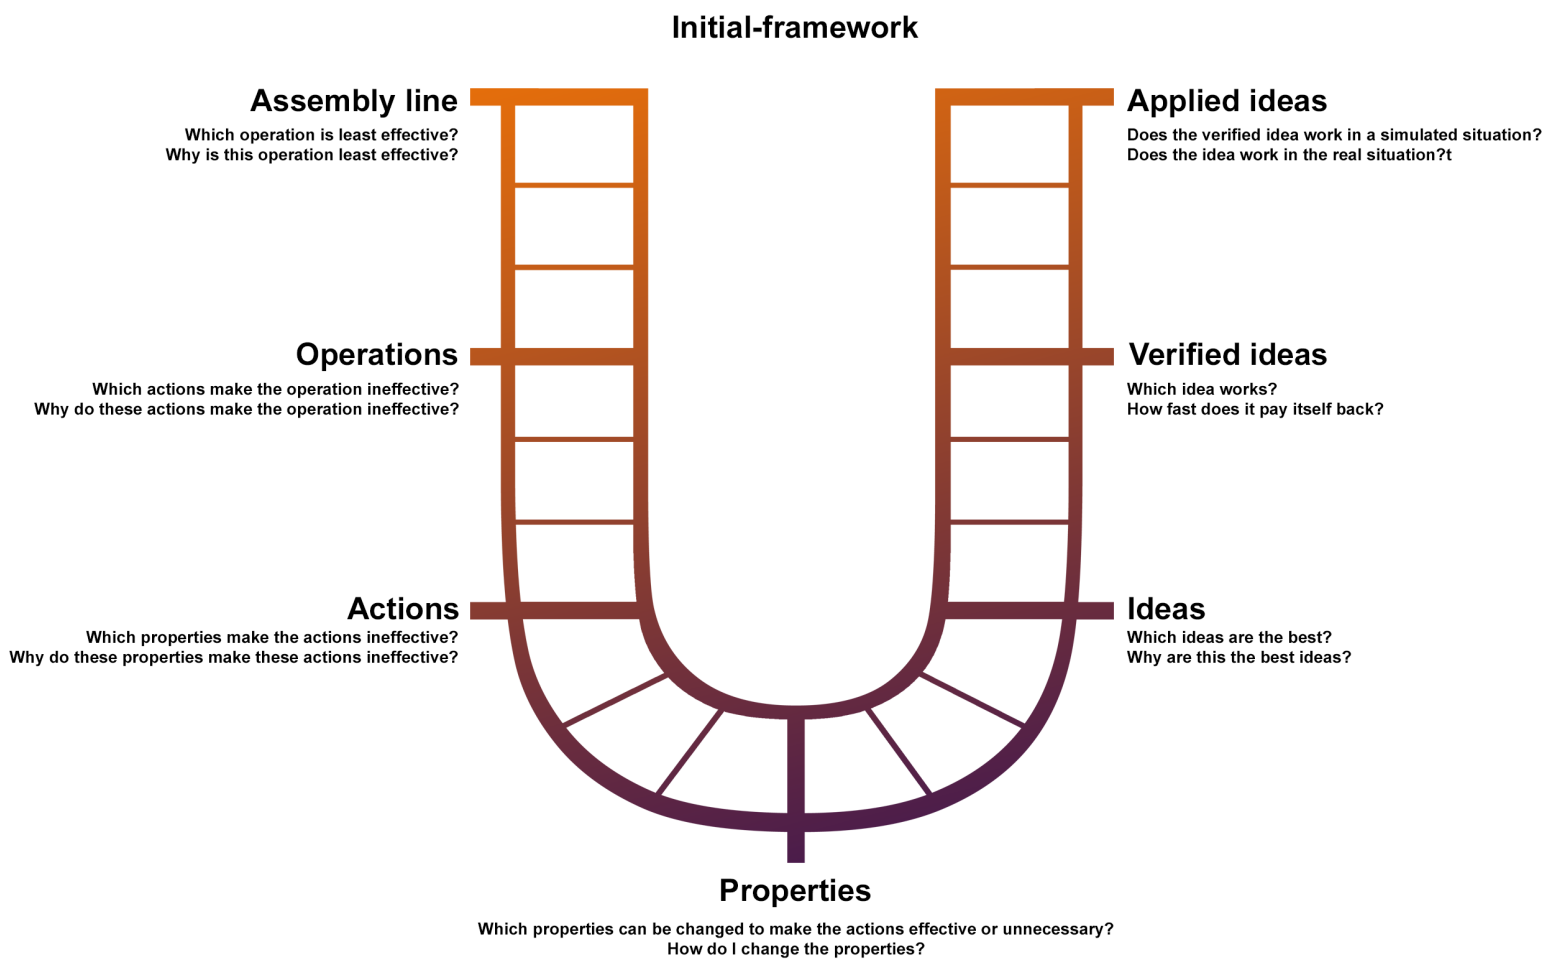 Initial-framework
Assembly line
Which operation is least effective?
Why is this operation least effective?
Operations
Which actions make the operation ineffective?
Why do these actions make the operation ineffective?
Actions
Which properties make the actions ineffective?
Why do these properties make these actions ineffective?
Properties
Which properties can be changed to make the actions effective or unnecessary?
How do I change the properties?
Ideas
Which ideas are the best?
Why are this the best ideas?
Verified ideas
Which idea works?
How fast does it pay itself back?
Applied ideas
Does the verified idea work in a simulated situation?
Does the idea work in the real situation?t